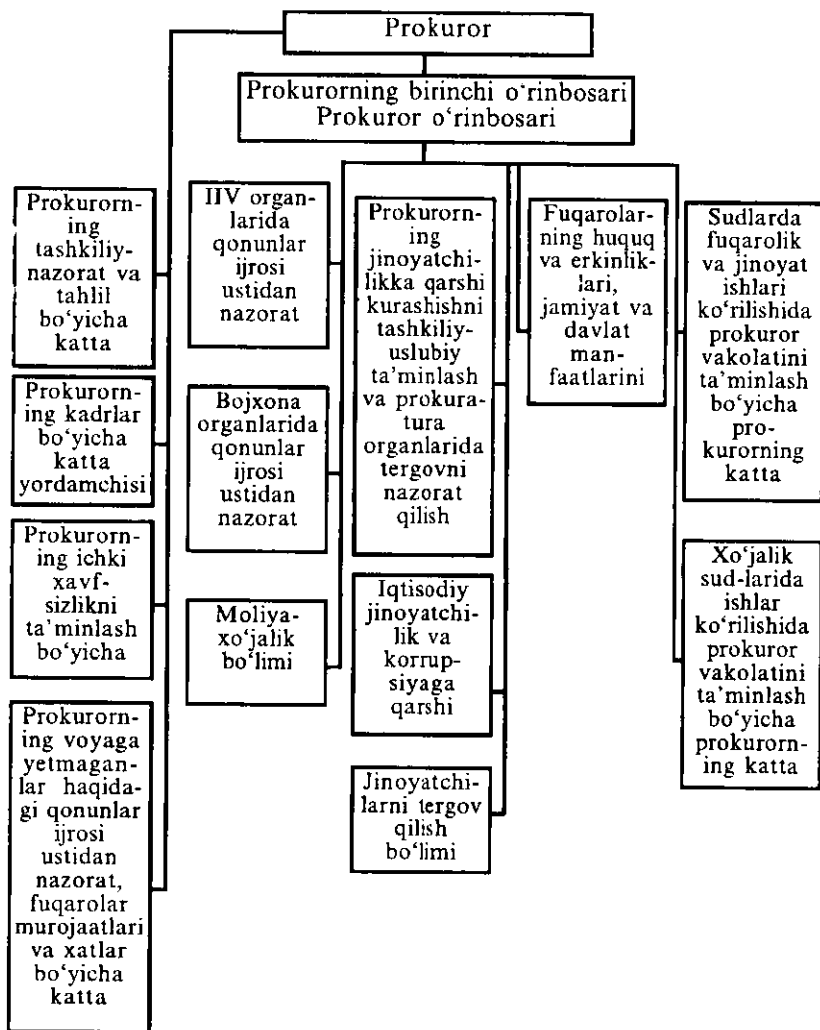 Prokuror
Prokurorning birinchi o‘rinbosari
Prokuror o‘rinbosari
Prokurorn-
ing
tashkiliy-
nazorat va
tahlil
bo‘yicha
katta
Prokurorn-
ing kadrlar
bo‘yicha
katta
yordamchisi
Prokurorn-
ing ichki
xavf-
sizlikni
ta’minlash
bo‘yicha
Prokurorn-
ing voyaga
yetmagan-
lar haqida-
gi qonunlar
ijrosi
ustidan
nazorat,
fuqarolar
murojaatlari
va xatlar
bo‘yicha
katta
IIV organ-
larida
qonunlar
ijrosi
ustidan
nazorat
Bojxona
organlarida
qonunlar
ijrosi
ustidan
nazorat
Moliya-
xo‘jalik
bo‘limi
Prokurorn-
ing
jinoyatchi-
likka qarshi
kurashishni
tashkiliy-
uslubiy
ta’minlash
va prokura-
tura
organlarida
tergovni
nazorat
qilish
Iqtisodiy
jinoyatchi-
lik va
korrup-
siyaga
qarshi
Jinoyatchi-
larni tergov
qilish
bo‘limi
Fuqarolar-
ning huquq
va erkinlik-
lari,
jamiyat va
davlat
man-
faatlarini
Sudlarda
fuqarolik
va jinoyat
ishlari
ko‘rilishida
prokuror
vakolatini
ta’minlash
bo‘yicha
pro-
kurorning
katta
Xo‘jalik
sud-larida
ishlar
ko‘rilishida
prokuror
vakolatini
ta’minlash
bo‘yicha
prokurorn-
ing katta